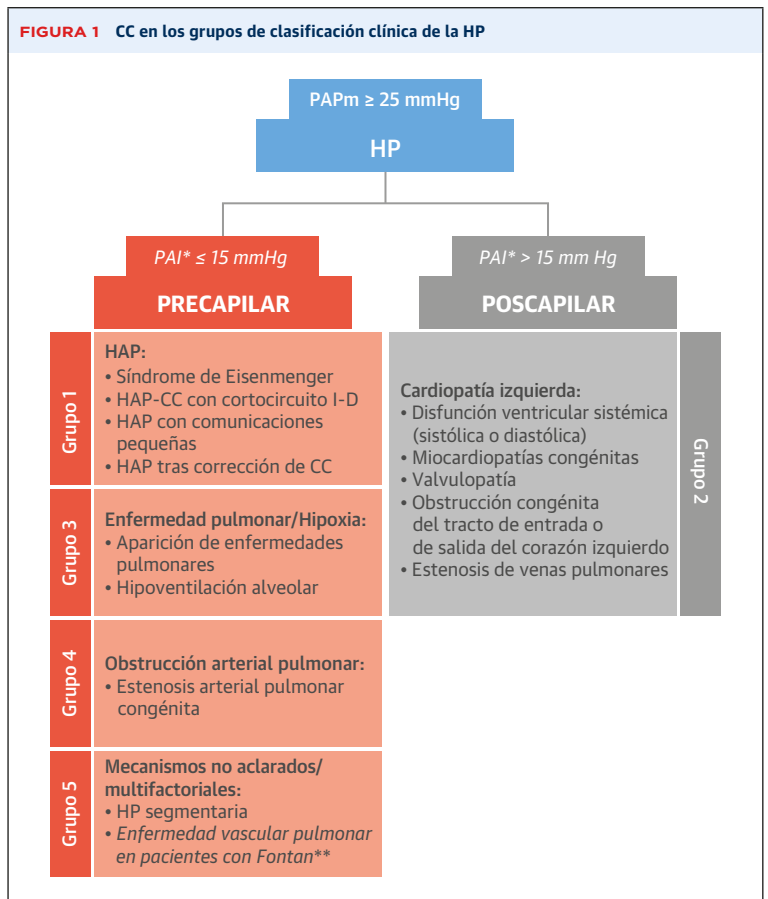 FIGURA 1 CC en los grupos de clasificación clínica de la HP
PAPm ≥ 25 mmHg
HP
PAI* ≤ 15 mmHg
PRECAPILAR
PAI* > 15 mm Hg
POSCAPILAR
Grupo 1
HAP:
• Síndrome de Eisenmenger
• HAP-CC con cortocircuito I-D
• HAP con comunicaciones
pequeñas
• HAP tras corrección de CC
Grupo 3
Enfermedad pulmonar/Hipoxia:
• Aparición de enfermedades
pulmonares
• Hipoventilación alveolar
Grupo 4
Obstrucción arterial pulmonar:
• Estenosis arterial pulmonar
congénita
Grupo 5
Mecanismos no aclarados/
multifactoriales:
• HP segmentaria
• Enfermedad vascular pulmonar
en pacientes con Fontan**
Cardiopatía izquierda:
• Disfunción ventricular sistémica
(sistólica o diastólica)
• Miocardiopatías congénitas
• Valvulopatía
• Obstrucción congénita
del tracto de entrada o
de salida del corazón izquierdo
• Estenosis de venas pulmonares
Grupo 2